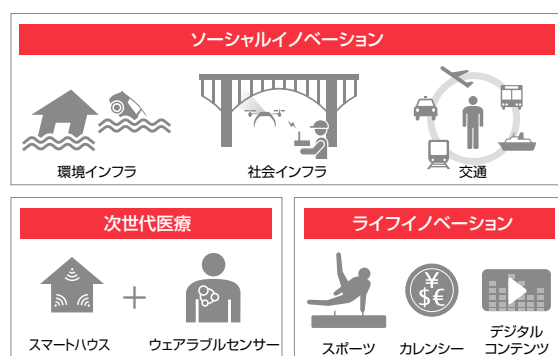 ソーシャルイノベーション
環境インフラ
社会インフラ
交通
次世代医療
スマートハウス
ウェアラブルセンサー
ライフイノベーション
¥
$€
スポーツ
カレンシー
デジタル
コンテンツ